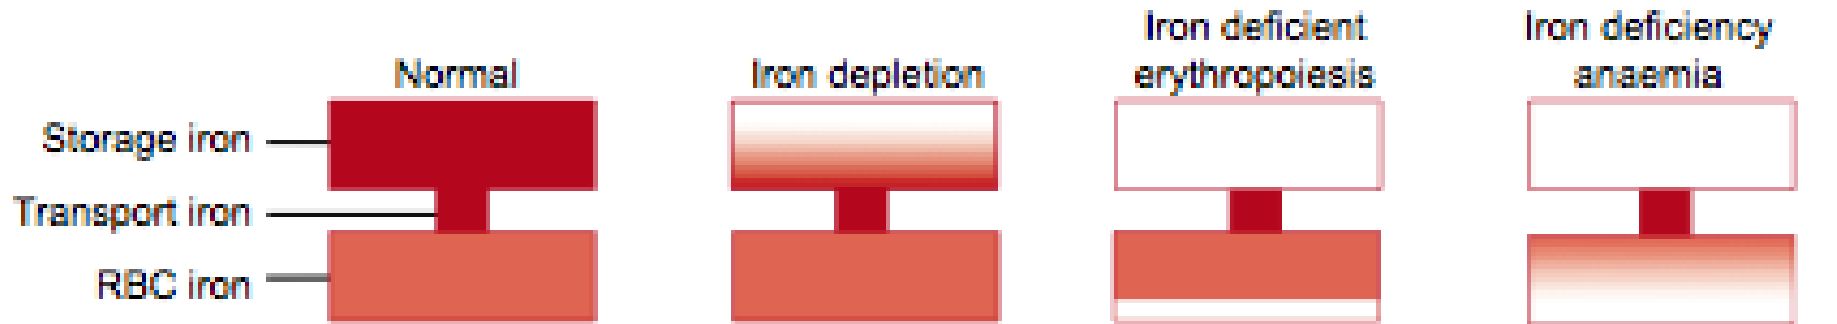 Normal
Iron depletion
Iron deficient
erythropoiesis
Iron deficiency
anaemia
Storage iron
Transport iron
RBC iron